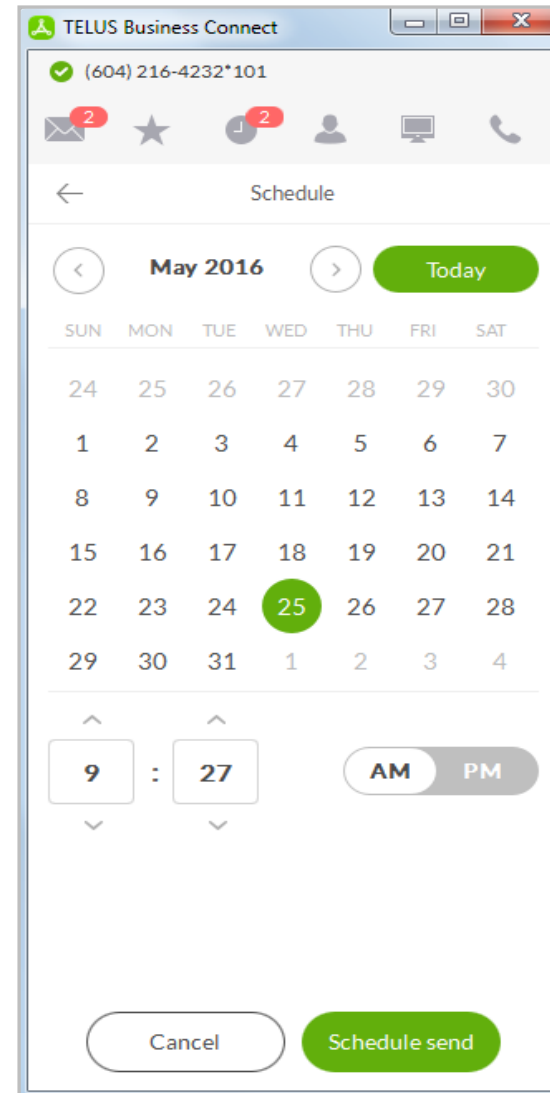 TELUS Business Connect
(604) 216-4232*101
2 2
Schedule
May 2016 Today
SUN MON TUE WED THU FRI SAT
24 25 26 27 28 29 30
1 2 3 4 5 6 7
8 9 10 11 12 13 14
15 16 17 18 19 20 21
22 23 24 25 26 27 28
29 30 31 1 2 3 4
9 : 27 AM PM
Cancel Schedule send